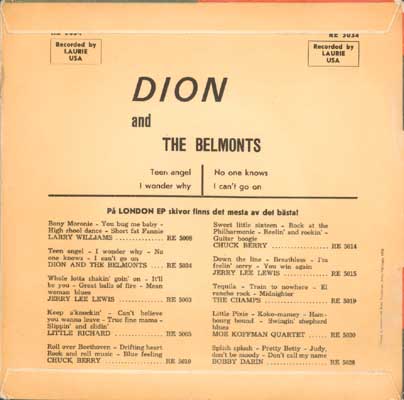 RE 5034
RE 5034
Recorded by
LAURIE
USA
Recorded by
LAURIE
USA
DION
and
THE BELMONTS
Teen angel
I wonder why
No one knows
I can't go on
På LONDON EP skivor finns det mesta av det bästa!
Bony Moronie - You bug me baby -
High shcol dance - Short fat Fannie
LARRY WILLIAMS ............... RE 5008
Teen angel - I wonder why - No
one knows - I can't go on
DION AND THE BELMONTS .... RE 5034
Whole lotta shakin' goin' on - It'll
be you - Great balls of fire - Mean
woman blues
JERRY LEE LEWIS ............... RE 5003
Keep a'knockin' - Can't believe
you wanna leave - True fine mama -
Slippin' and slidin'
LITTLE RICHARD ............... RE 5005
Roll over Beethoven - Drifting heart
Rock and roll music - Blue feeling
CHUCK BERRY ............... RE 5010
Sweet little sixteen - Rock at the
Philharmonic - Reelin' and rockin' -
Guitar boogie
CHUCK BERRY ............... RE 5014
Down the line - Breathless - I'm
feelin' sorry - You win again
JERRY LEE LEWIS ............... RE 5015
Tequila - Train to nowhere - El
rancho rock - Midnighter
THE CHAMPS ............... RE 5019
Little Pixie - Koko-mamey - Ham-
bourg bound - Swingin' shepherd
blues
MOE KOFFMAN QUARTET ..... RE 5030
Splish splash - Pretty Betty - Judy,
don't be moody - Don't call my name
BOBBY DARIN ............... RE 5028